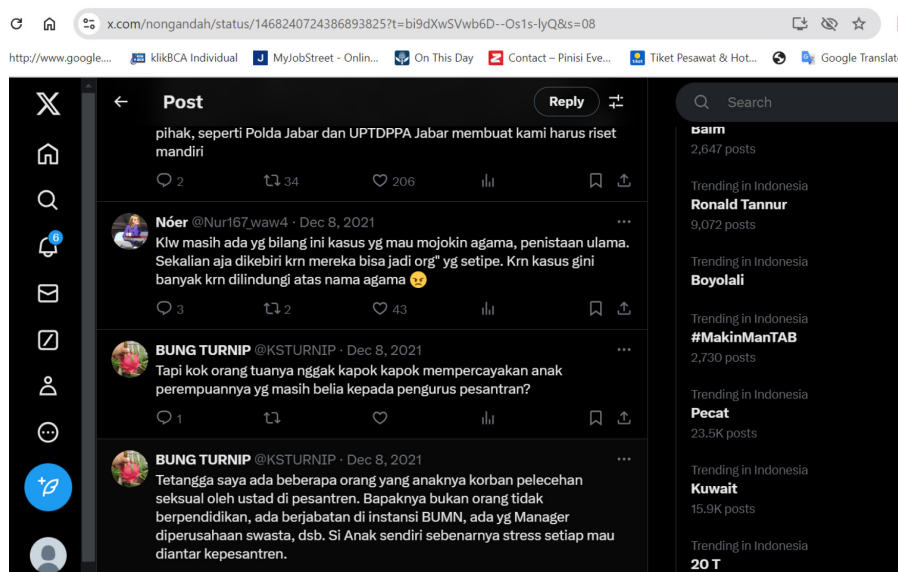 x.com/nongandah/status/1468240724386893825?t=bi9dXwSVwb6D--Os1s-lyQ&s=08
http://www.google.... klikBCA Individual J MyJobStreet - Onlin... On This Day Z Contact – Pinisi Eve... Tiket Pesawat & Hot... Google Translat
Post
Reply
pihak, seperti Polda Jabar dan UPTDPPA Jabar membuat kami harus riset
mandiri
2 34 206
Nóer @Nur167_waw4 · Dec 8, 2021
Klw masih ada yg bilang ini kasus yg mau mojokin agama, penistaan ulama.
Sekalian aja dikebiri krn mereka bisa jadi org" yg setipe. Krn kasus gini
banyak krn dilindungi atas nama agama 😠
3 2 43
BUNG TURNIP @KSTURNIP · Dec 8, 2021
Tapi kok orang tuanya nggak kapok kapok mempercayakan anak
perempuannya yg masih belia kepada pengurus pesantran?
1
BUNG TURNIP @KSTURNIP · Dec 8, 2021
Tetangga saya ada beberapa orang yang anaknya korban pelecehan
seksual oleh ustad di pesantren. Bapaknya bukan orang tidak
berpendidikan, ada berjabatan di instansi BUMN, ada yg Manager
diperusahaan swasta, dsb. Si Anak sendiri sebenarnya stress setiap mau
diantar kepesantren.
6
Search
Baim
2,647 posts
Trending in Indonesia
Ronald Tannur
9,072 posts
Trending in Indonesia
Boyolali
Trending in Indonesia
#MakinManTAB
2,730 posts
Trending in Indonesia
Pecat
23.5K posts
Trending in Indonesia
Kuwait
15.9K posts
Trending in Indonesia
20 T